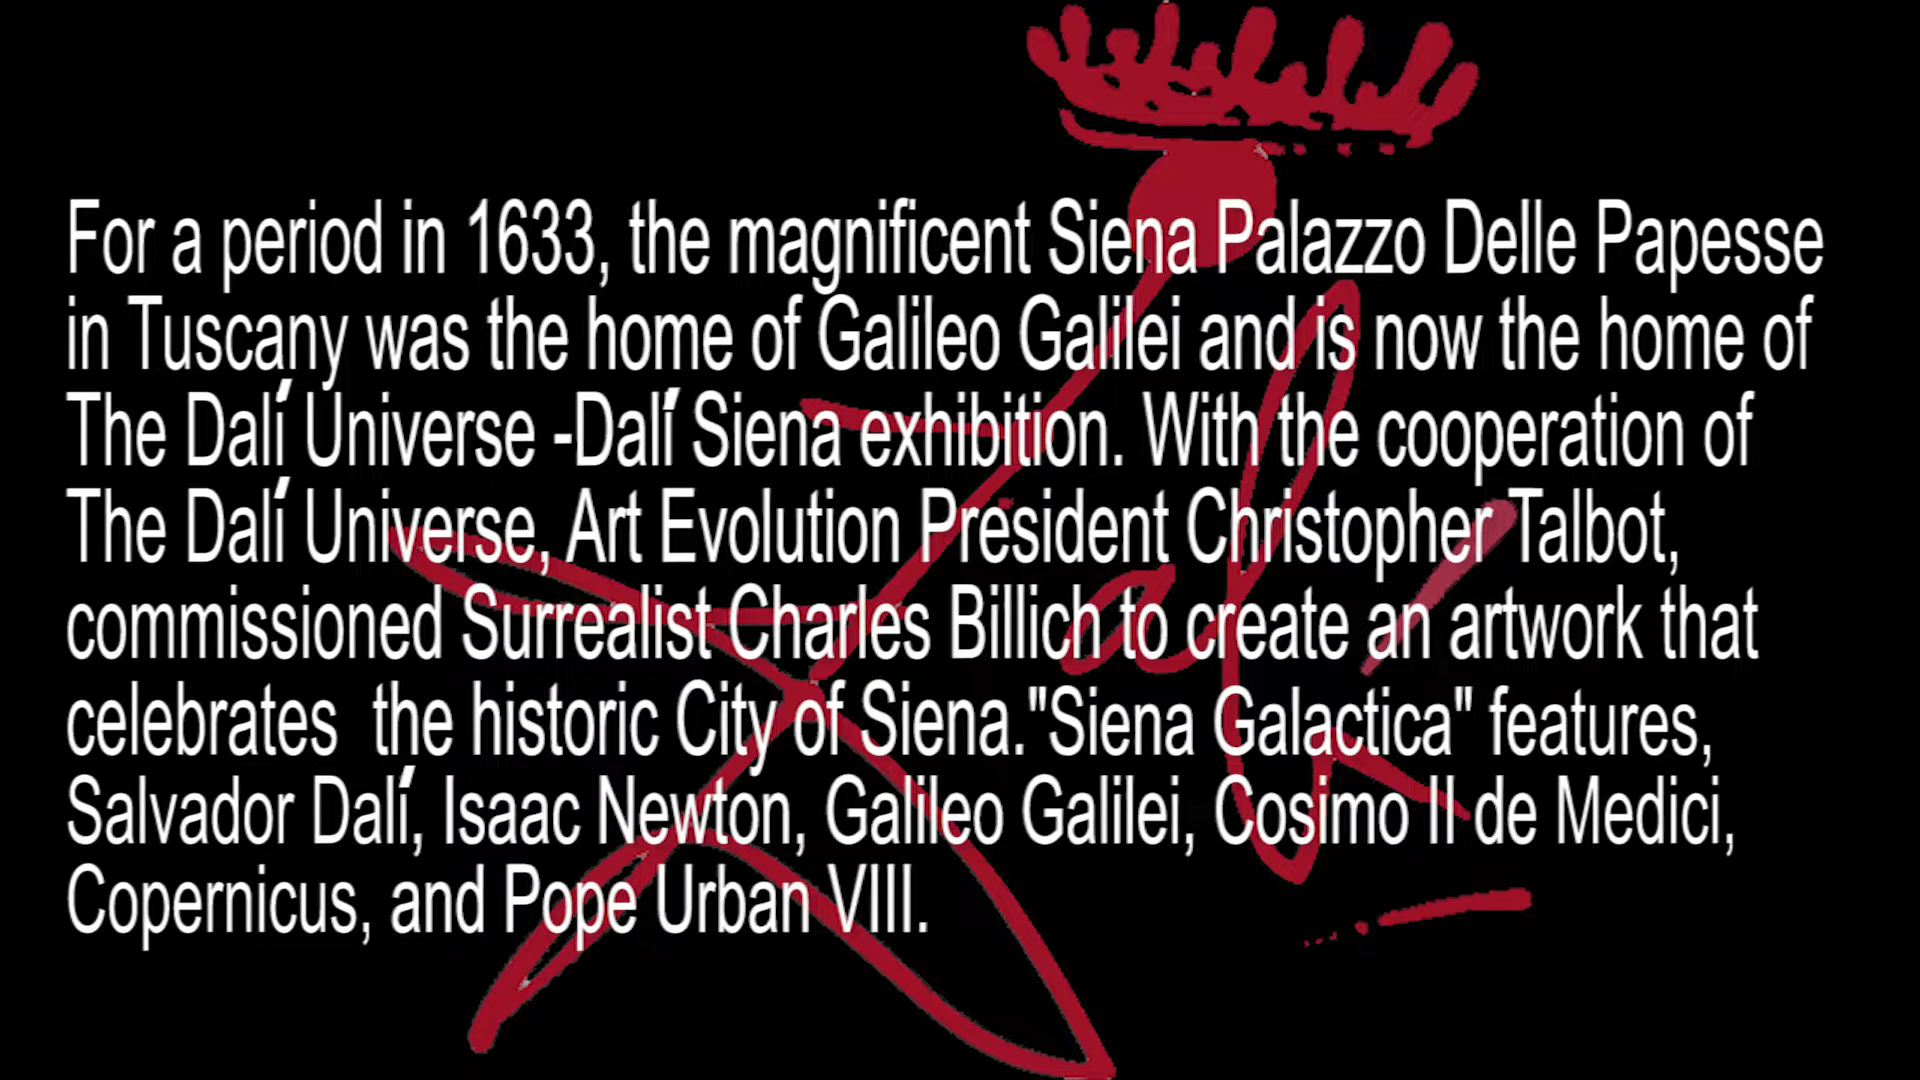 For a period in 1633, the magnificent Siena Palazzo Delle Papesse
in Tuscany was the home of Galileo Galilei and is now the home of
The Dalí Universe -Dalí Siena exhibition. With the cooperation of
The Dalí Universe, Art Evolution President Christopher Talbot,
commissioned Surrealist Charles Billich to create an artwork that
celebrates  the historic City of Siena."Siena Galactica" features,
Salvador Dalí, Isaac Newton, Galileo Galilei, Cosimo II de Medici,
Copernicus, and Pope Urban VIII.
Dalí